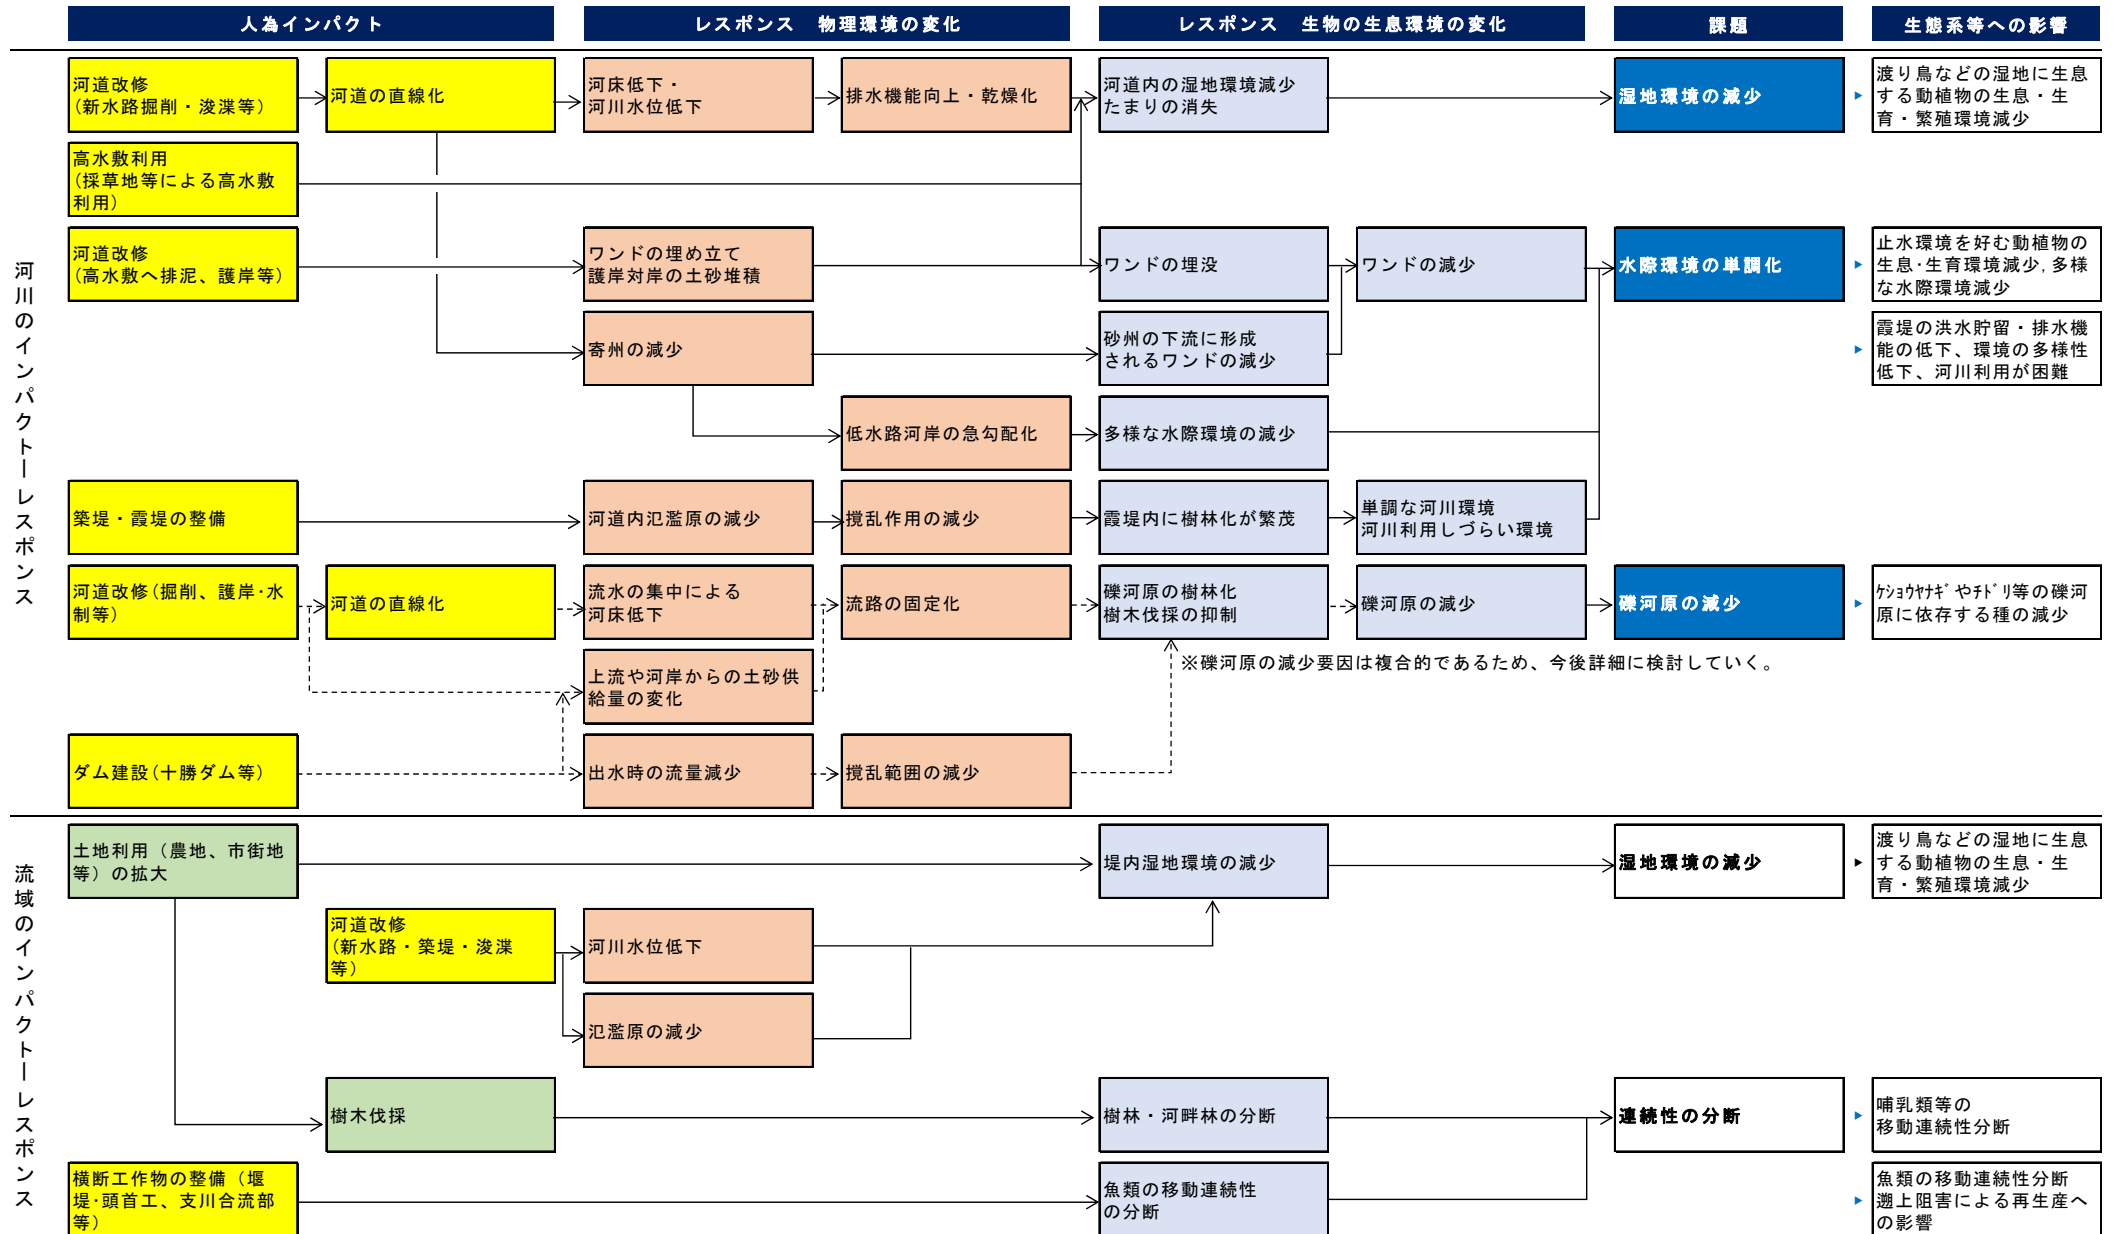 人為インパクト
レスポンス　物理環境の変化
レスポンス　生物の生息環境の変化
課題
生態系等への影響
河川のインパクトーレスポンス
河道改修
(新水路掘削・浚渫等)
河道の直線化
河床低下・
河川水位低下
排水機能向上・乾燥化
河道内の湿地環境減少
たまりの消失
湿地環境の減少
渡り鳥などの湿地に生息
する動植物の生息・生
育・繁殖環境減少
高水敷利用
(採草地等による高水敷
利用)
河道改修
(高水敷へ排泥、護岸等)
ワンドの埋め立て
護岸対岸の土砂堆積
ワンドの埋没
ワンドの減少
水際環境の単調化
止水環境を好む動植物の
生息・生育環境減少,多様
な水際環境減少
寄州の減少
砂州の下流に形成
されるワンドの減少
霞堤の洪水貯留・排水機
能の低下、環境の多様性
低下、河川利用が困難
低水路河岸の急勾配化
多様な水際環境の減少
築堤・霞堤の整備
河道内氾濫原の減少
撹乱作用の減少
霞堤内に樹林化が繁茂
単調な河川環境
河川利用しづらい環境
河道改修(掘削、護岸・水
制等)
河道の直線化
流水の集中による
河床低下
流路の固定化
礫河原の樹林化
樹木伐採の抑制
礫河原の減少
礫河原の減少
ｹｼｮｳﾔﾅｷﾞやﾁﾄﾞﾘ等の礫河
原に依存する種の減少
※礫河原の減少要因は複合的であるため、今後詳細に検討していく。
上流や河岸からの土砂供
給量の変化
ダム建設(十勝ダム等)
出水時の流量減少
撹乱範囲の減少
流域のインパクトーレスポンス
土地利用（農地、市街地
等）の拡大
堤内湿地環境の減少
湿地環境の減少
渡り鳥などの湿地に生息
する動植物の生息・生
育・繁殖環境減少
河道改修
(新水路・築堤・浚渫
等)
河川水位低下
氾濫原の減少
樹木伐採
樹林・河畔林の分断
連続性の分断
哺乳類等の
移動連続性分断
横断工作物の整備（堰
堤・頭首工、支川合流部
等）
魚類の移動連続性
の分断
魚類の移動連続性分断
遡上阻害による再生産へ
の影響